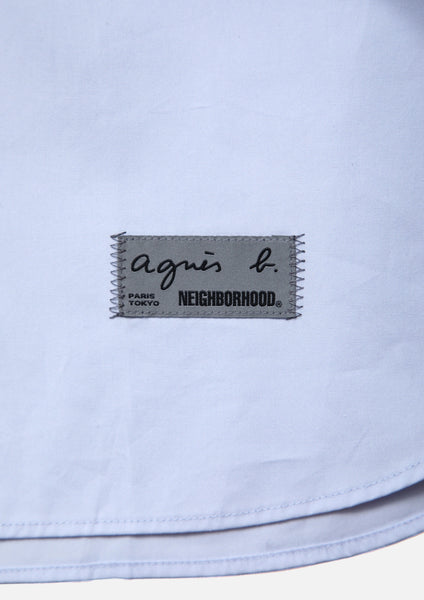 agnès b.
PARIS
TOKYO
NEIGHBORHOOD®